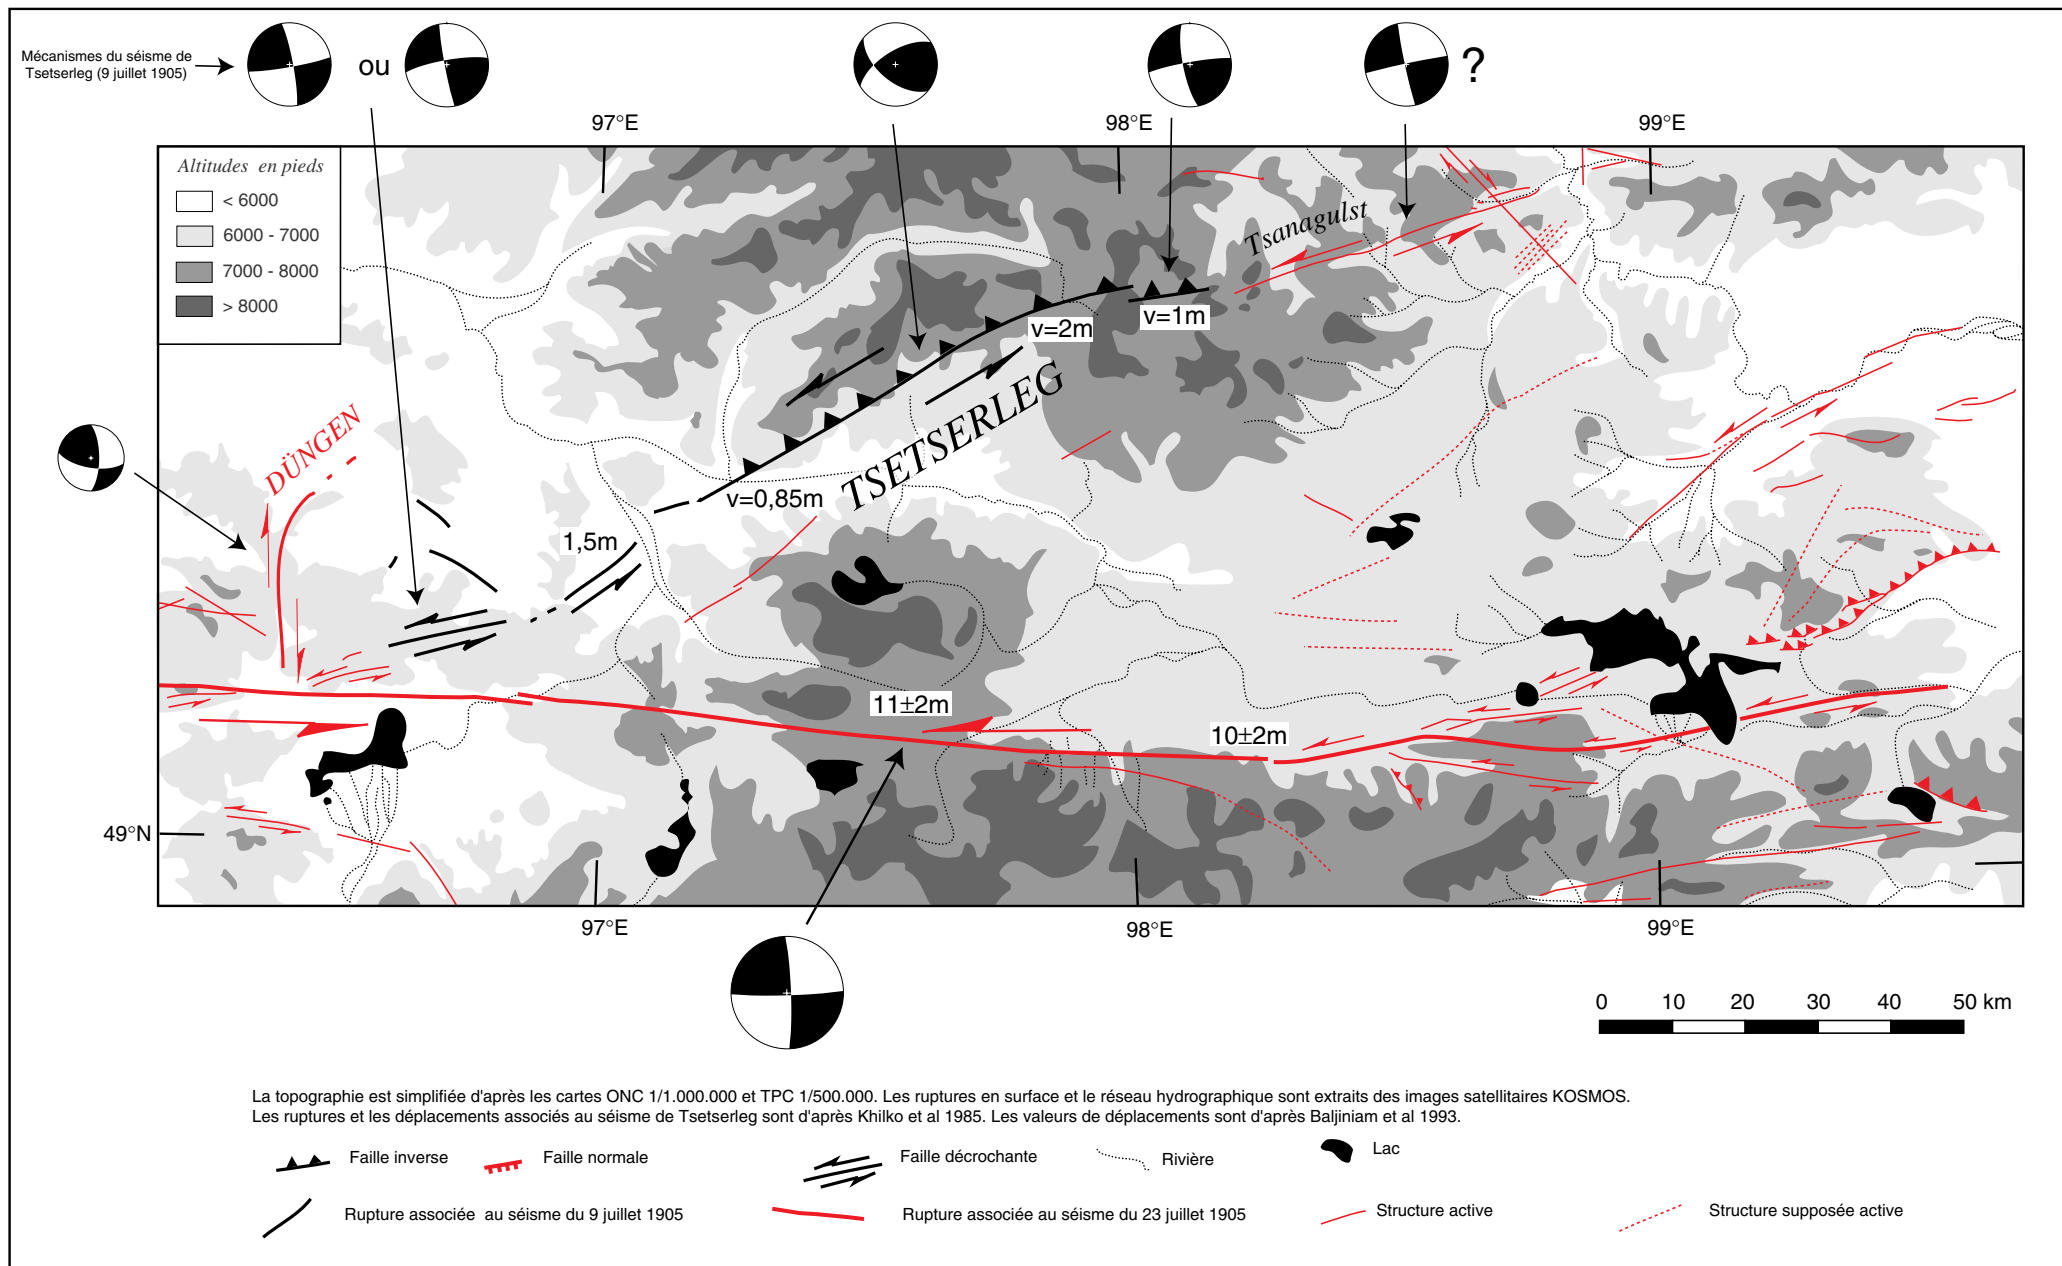 Mécanismes du séisme de
Tsetserleg (9 juillet 1905)
ou
?
97°E
98°E
99°E
Altitudes en pieds
< 6000
6000 - 7000
7000 - 8000
> 8000
Tsanagulst
v=2m
v=1m
TSETSERLEG
DÜNGEN
v=0,85m
1,5m
11±2m
10±2m
49°N
97°E
98°E
99°E
0 10 20 30 40 50 km
La topographie est simplifiée d'après les cartes ONC 1/1.000.000 et TPC 1/500.000. Les ruptures en surface et le réseau hydrographique sont extraits des images satellitaires KOSMOS.
Les ruptures et les déplacements associés au séisme de Tsetserleg sont d'après Khilko et al 1985. Les valeurs de déplacements sont d'après Baljiniam et al 1993.
Faille inverse
Faille normale
Faille décrochante
Rivière
Lac
Rupture associée au séisme du 9 juillet 1905
Rupture associée au séisme du 23 juillet 1905
Structure active
Structure supposée active